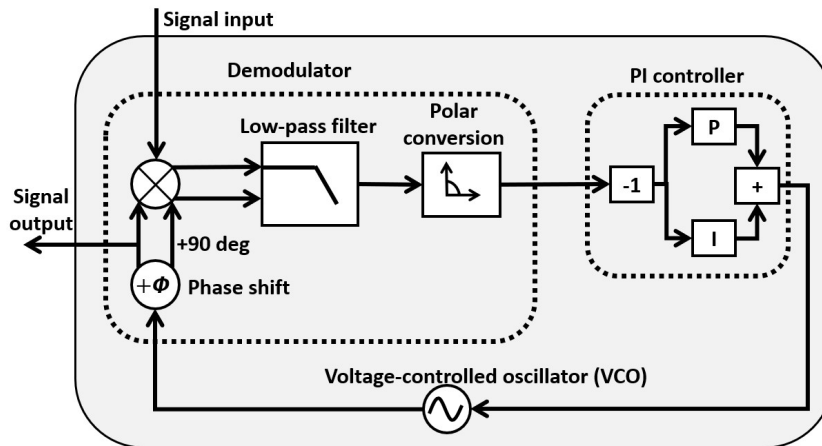 Signal input
Demodulator
PI controller
Low-pass filter
Polar
conversion
P
-1
+
I
Signal
output
+90 deg
+Φ
Phase shift
Voltage-controlled oscillator (VCO)